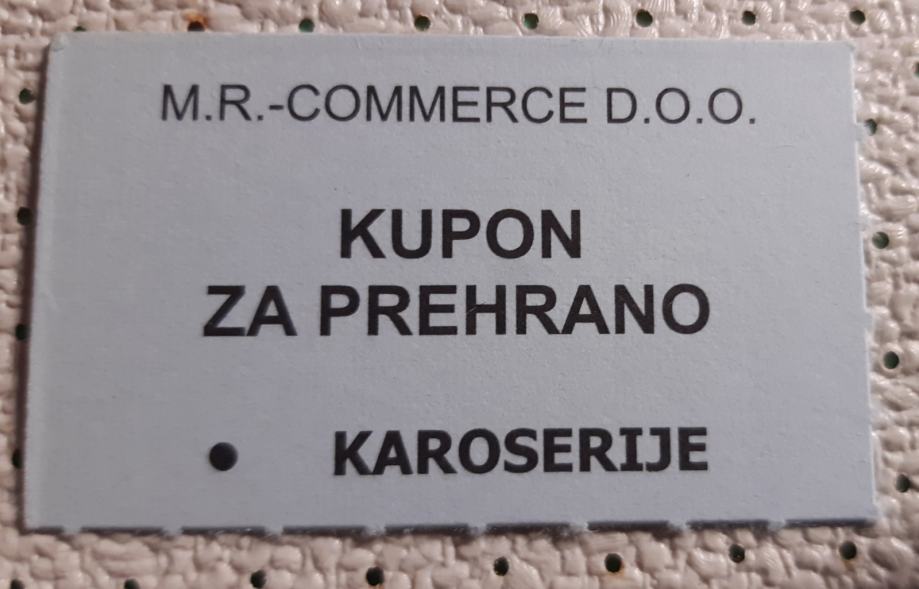 M.R.-COMMERCE D.O.O.
KUPON
ZA PREHRANO
• KAROSERIJE